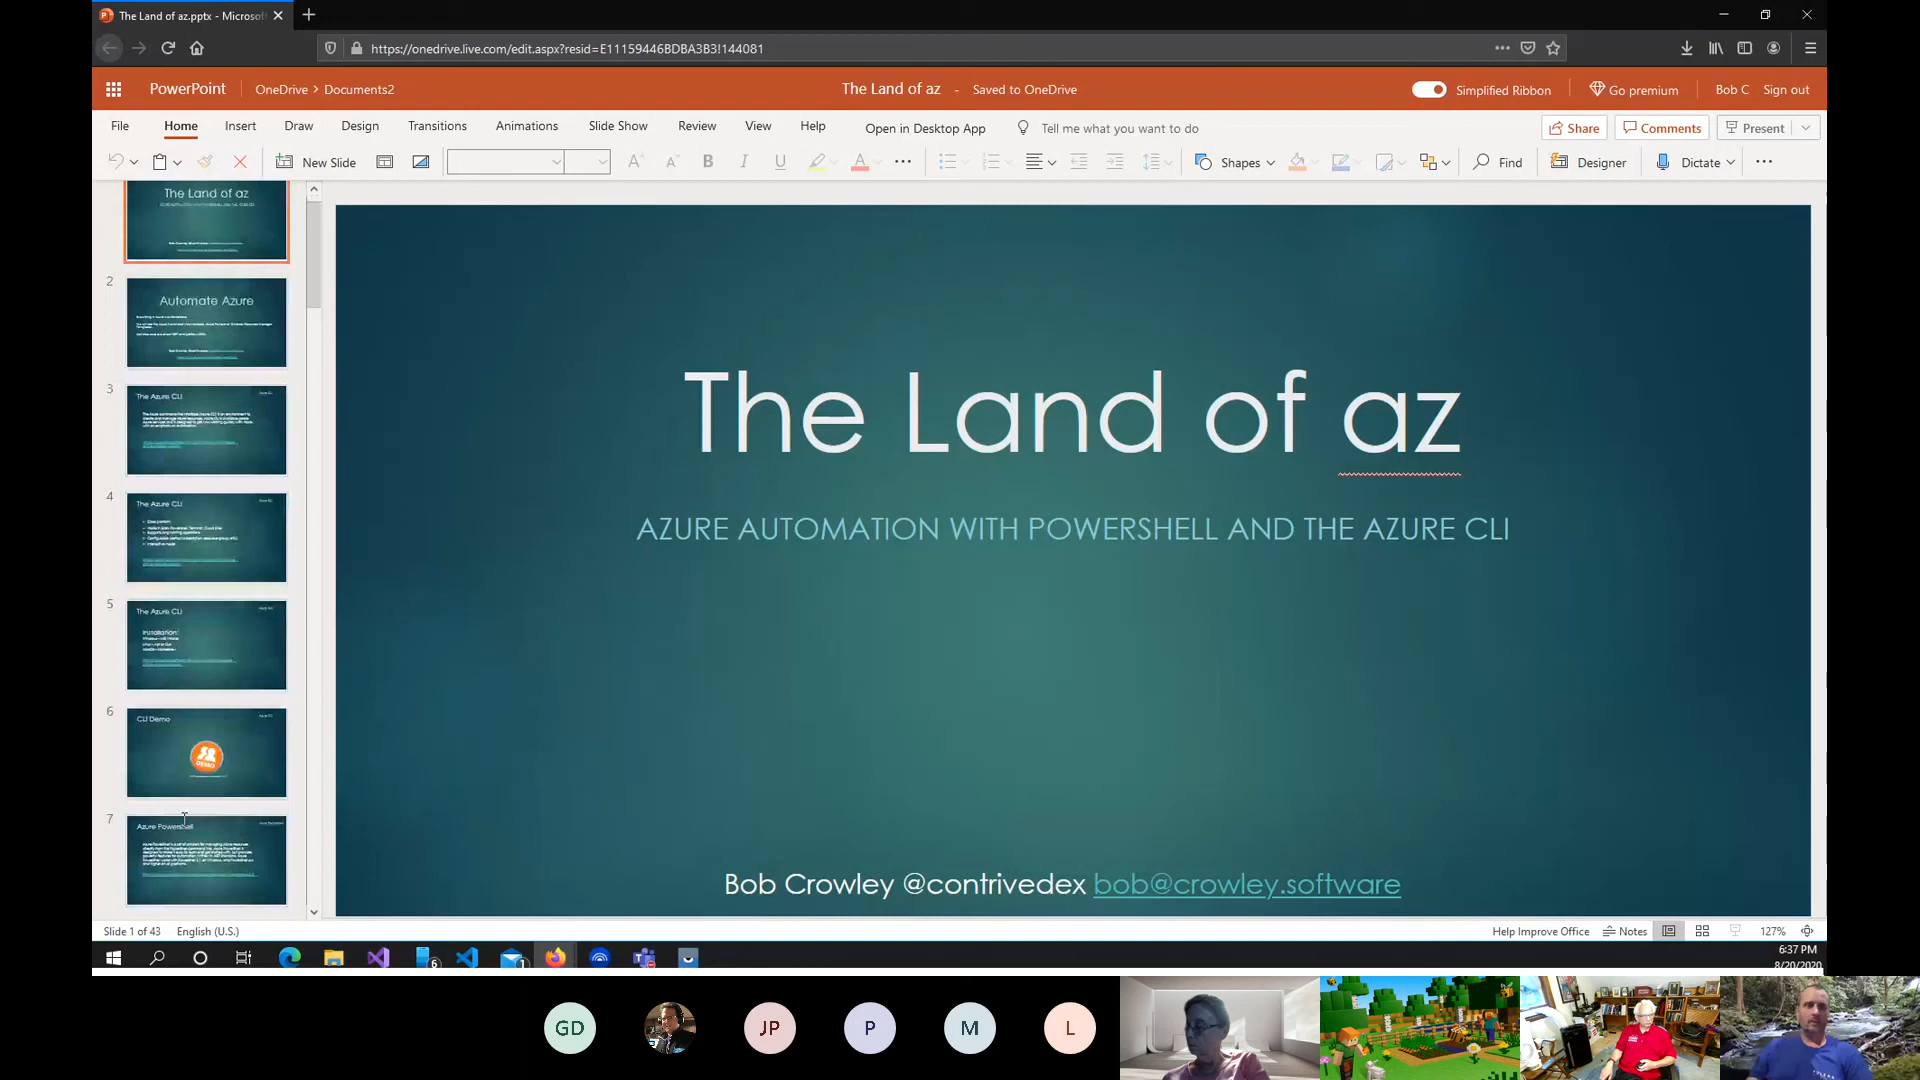 The Land of az.pptx - Microsoft
https://onedrive.live.com/edit.aspx?resid=E11159446BDBA3B3!144081
PowerPoint
OneDrive > Documents2
The Land of az - Saved to OneDrive
Simplified Ribbon
Go premium
Bob C
Sign out
File
Home
Insert
Draw
Design
Transitions
Animations
Slide Show
Review
View
Help
Open in Desktop App
Tell me what you want to do
Share
Comments
Present
New Slide
B
I
U
Shapes
Find
Designer
Dictate
The Land of az
2
Automate Azure
3
The Azure CLI
4
The Azure CLI
5
The Azure CLI
Installation:
6
CLI Demo
7
Azure Powershell
The Land of az
AZURE AUTOMATION WITH POWERSHELL AND THE AZURE CLI
Bob Crowley @contrivedex bob@crowley.software
Slide 1 of 43
English (U.S.)
Help Improve Office
Notes
127%
6
1
6:37 PM
8/20/2020
GD
JP
P
M
L